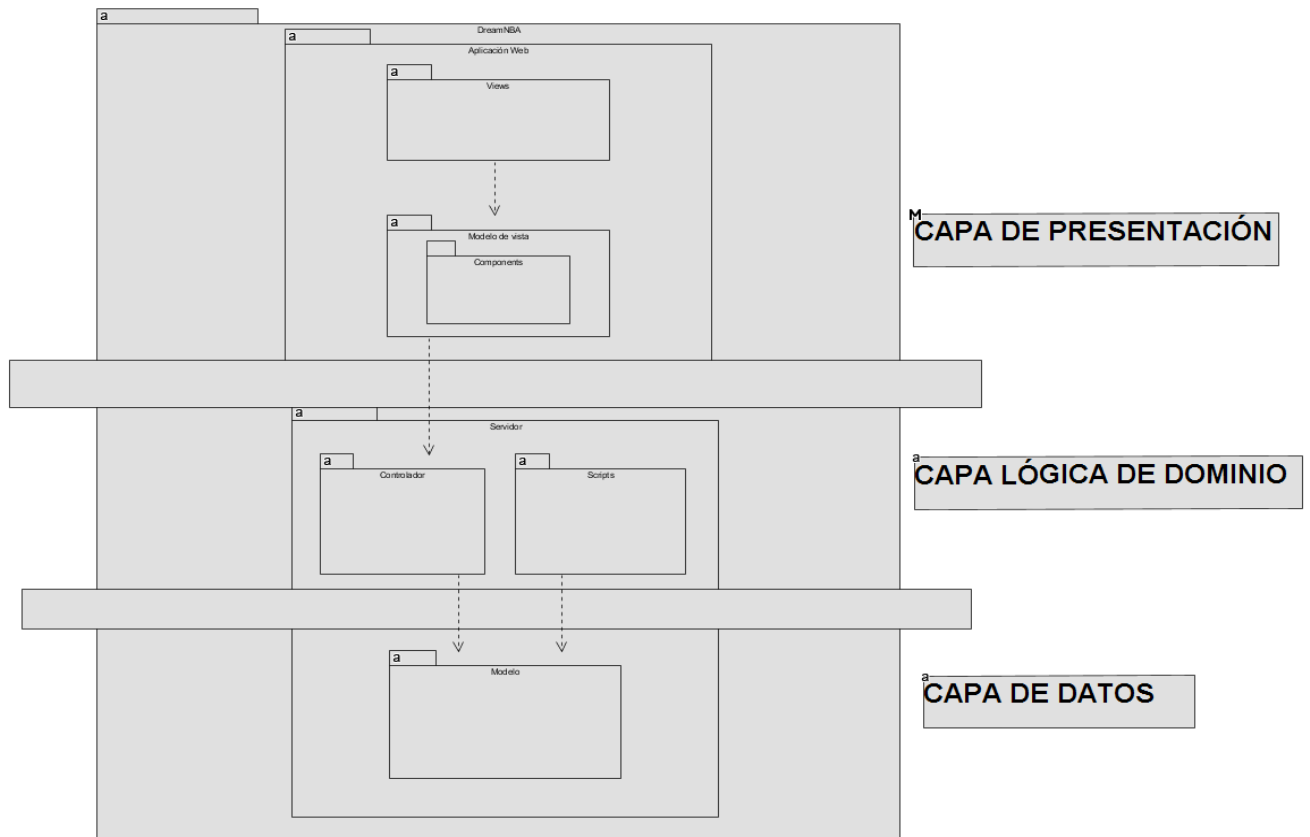 a
DreamNBA
a
Aplicación Web
a
Views
a
Modelo de vista
Components
M
CAPA DE PRESENTACIÓN
a
Servidor
a
Controlador
a
Scripts
a
CAPA LÓGICA DE DOMINIO
a
Modelo
a
CAPA DE DATOS